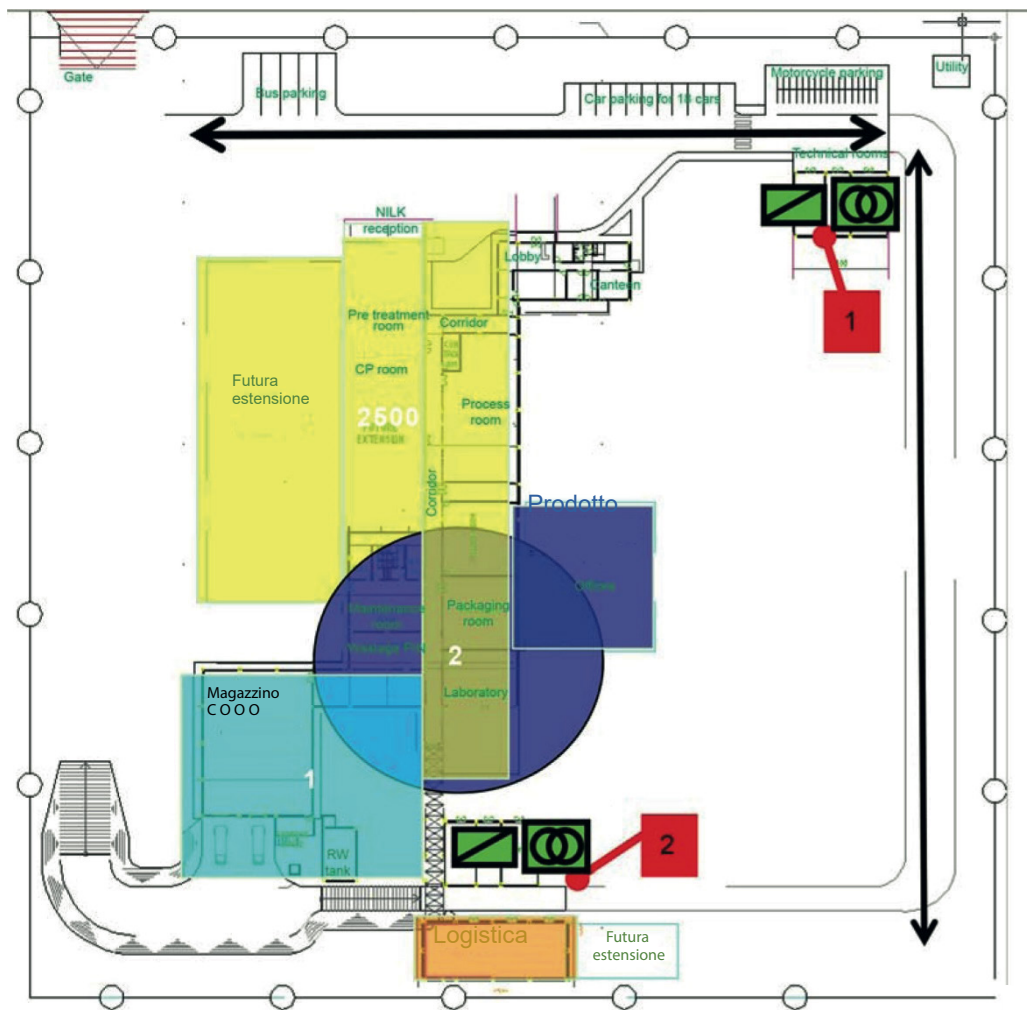 Gate
Bus parking
Car parking for 18 cars
Motorcycle parking
Utility
Technical rooms
NILK
reception
Lobby
Canteen
1
Pre treatment
room
Corridor
CP room
Futura
estensione
2500
EXTENSION
Process
room
Corridor
Prodotto
Offices
Maintenance
room
Packaging
room
2
Laboratory
Magazzino
C O O O
1
RW
tank
2
Logistica
Futura
estensione